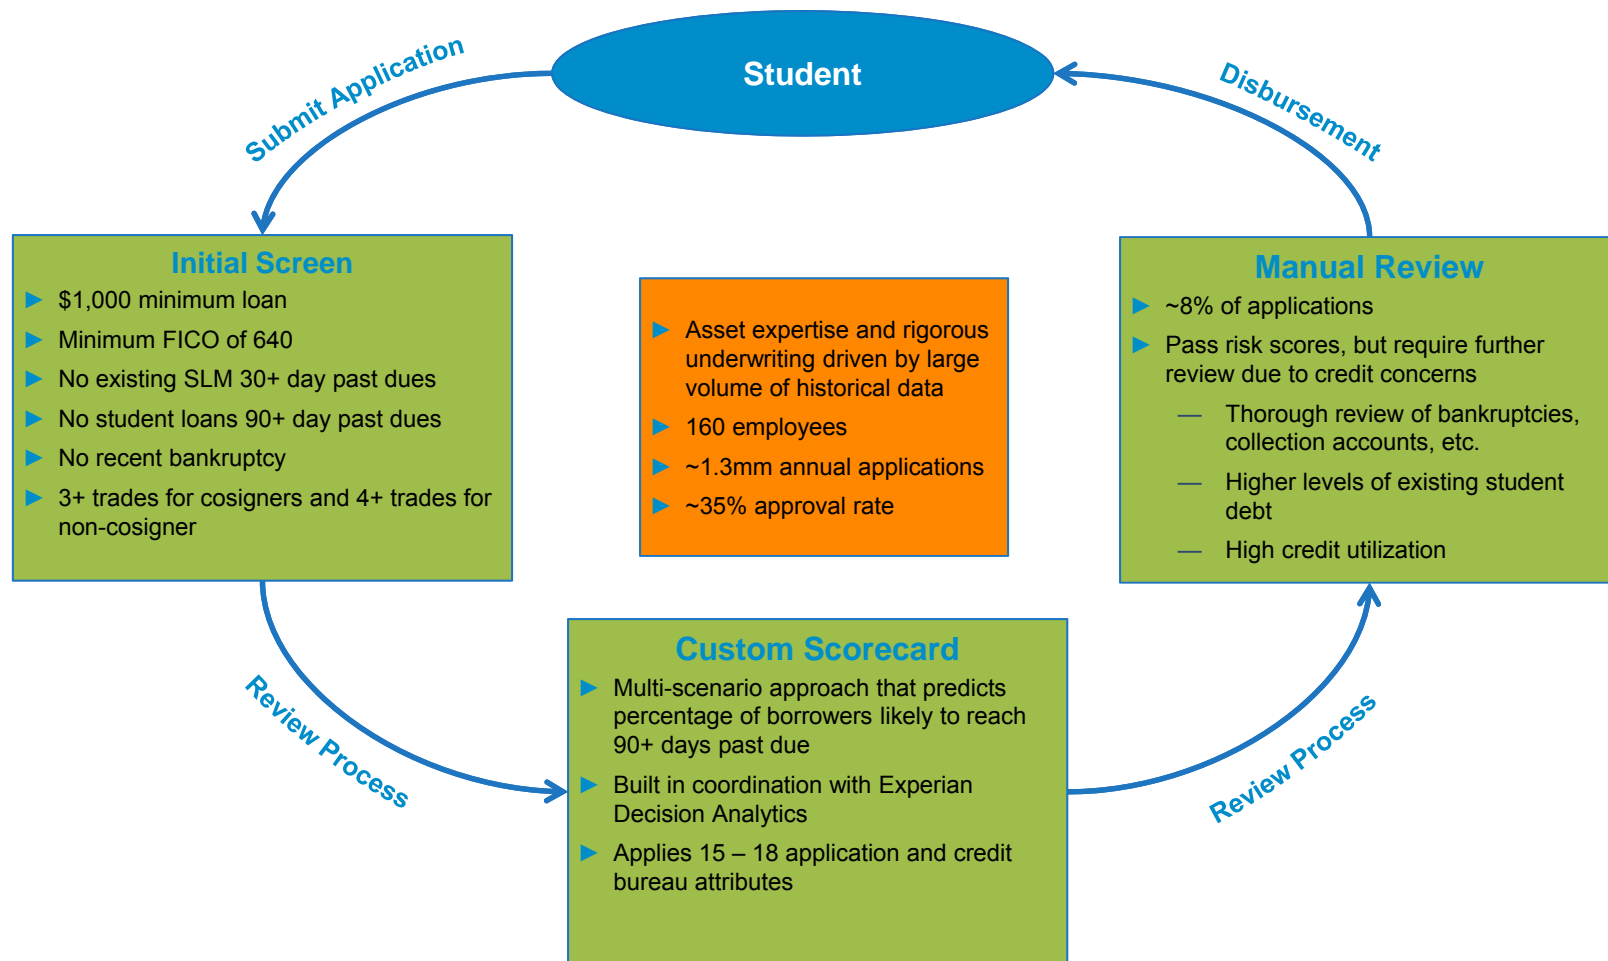 Student
Submit Application
Disbursement
Initial Screen
► $1,000 minimum loan
► Minimum FICO of 640
► No existing SLM 30+ day past dues
► No student loans 90+ day past dues
► No recent bankruptcy
► 3+ trades for cosigners and 4+ trades for
non-cosigner
► Asset expertise and rigorous
underwriting driven by large
volume of historical data
► 160 employees
► ~1.3mm annual applications
► ~35% approval rate
Manual Review
► ~8% of applications
► Pass risk scores, but require further
review due to credit concerns
— Thorough review of bankruptcies,
collection accounts, etc.
— Higher levels of existing student
debt
— High credit utilization
Review Process
Custom Scorecard
► Multi-scenario approach that predicts
percentage of borrowers likely to reach
90+ days past due
► Built in coordination with Experian
Decision Analytics
► Applies 15 – 18 application and credit
bureau attributes
Review Process